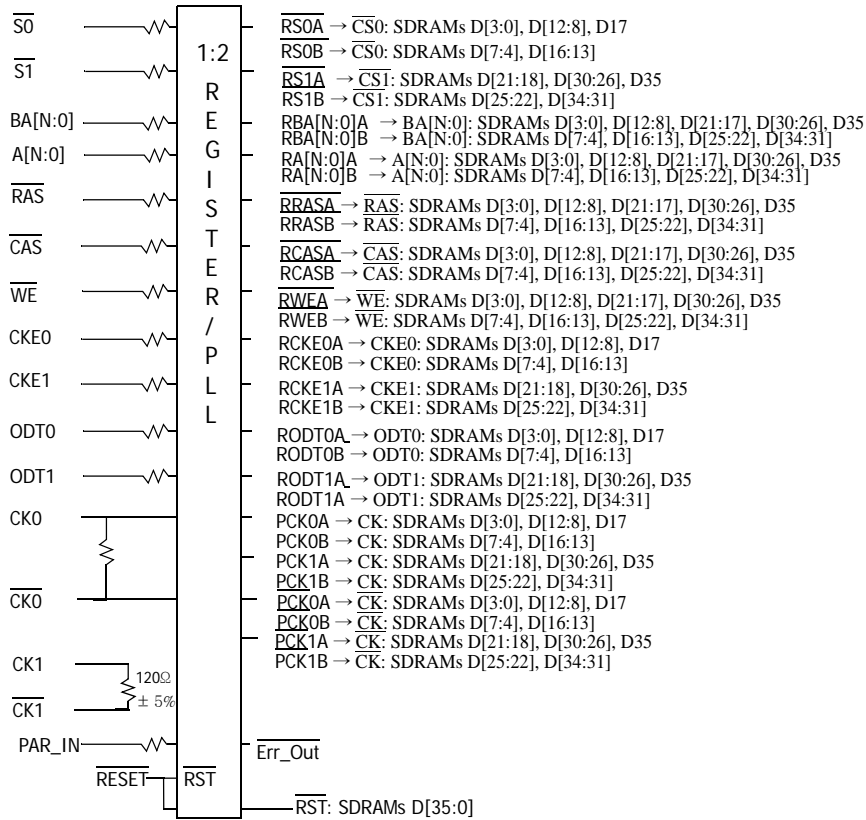 S0
S1
BA[N:0]
A[N:0]
RAS
CAS
WE
CKE0
CKE1
ODT0
ODT1
CK0
CK0
CK1
CK1
120Ω
± 5%
PAR_IN
RESET
1:2
R
E
G
I
S
T
E
R
/
P
L
L
RST
RS0A → CS0: SDRAMs D[3:0], D[12:8], D17
RS0B → CS0: SDRAMs D[7:4], D[16:13]
RS1A → CS1: SDRAMs D[21:18], D[30:26], D35
RS1B → CS1: SDRAMs D[25:22], D[34:31]
RBA[N:0]A → BA[N:0]: SDRAMs D[3:0], D[12:8], D[21:17], D[30:26], D35
RBA[N:0]B → BA[N:0]: SDRAMs D[7:4], D[16:13], D[25:22], D[34:31]
RA[N:0]A → A[N:0]: SDRAMs D[3:0], D[12:8], D[21:17], D[30:26], D35
RA[N:0]B → A[N:0]: SDRAMs D[7:4], D[16:13], D[25:22], D[34:31]
RRASA → RAS: SDRAMs D[3:0], D[12:8], D[21:17], D[30:26], D35
RRASB → RAS: SDRAMs D[7:4], D[16:13], D[25:22], D[34:31]
RCASA → CAS: SDRAMs D[3:0], D[12:8], D[21:17], D[30:26], D35
RCASB → CAS: SDRAMs D[7:4], D[16:13], D[25:22], D[34:31]
RWEA → WE: SDRAMs D[3:0], D[12:8], D[21:17], D[30:26], D35
RWEB → WE: SDRAMs D[7:4], D[16:13], D[25:22], D[34:31]
RCKE0A → CKE0: SDRAMs D[3:0], D[12:8], D17
RCKE0B → CKE0: SDRAMs D[7:4], D[16:13]
RCKE1A → CKE1: SDRAMs D[21:18], D[30:26], D35
RCKE1B → CKE1: SDRAMs D[25:22], D[34:31]
RODT0A → ODT0: SDRAMs D[3:0], D[12:8], D17
RODT0B → ODT0: SDRAMs D[7:4], D[16:13]
RODT1A → ODT1: SDRAMs D[21:18], D[30:26], D35
RODT1A → ODT1: SDRAMs D[25:22], D[34:31]
PCK0A → CK: SDRAMs D[3:0], D[12:8], D17
PCK0B → CK: SDRAMs D[7:4], D[16:13]
PCK1A → CK: SDRAMs D[21:18], D[30:26], D35
PCK1B → CK: SDRAMs D[25:22], D[34:31]
PCK0A → CK: SDRAMs D[3:0], D[12:8], D17
PCK0B → CK: SDRAMs D[7:4], D[16:13]
PCK1A → CK: SDRAMs D[21:18], D[30:26], D35
PCK1B → CK: SDRAMs D[25:22], D[34:31]
Err_Out
RST: SDRAMs D[35:0]